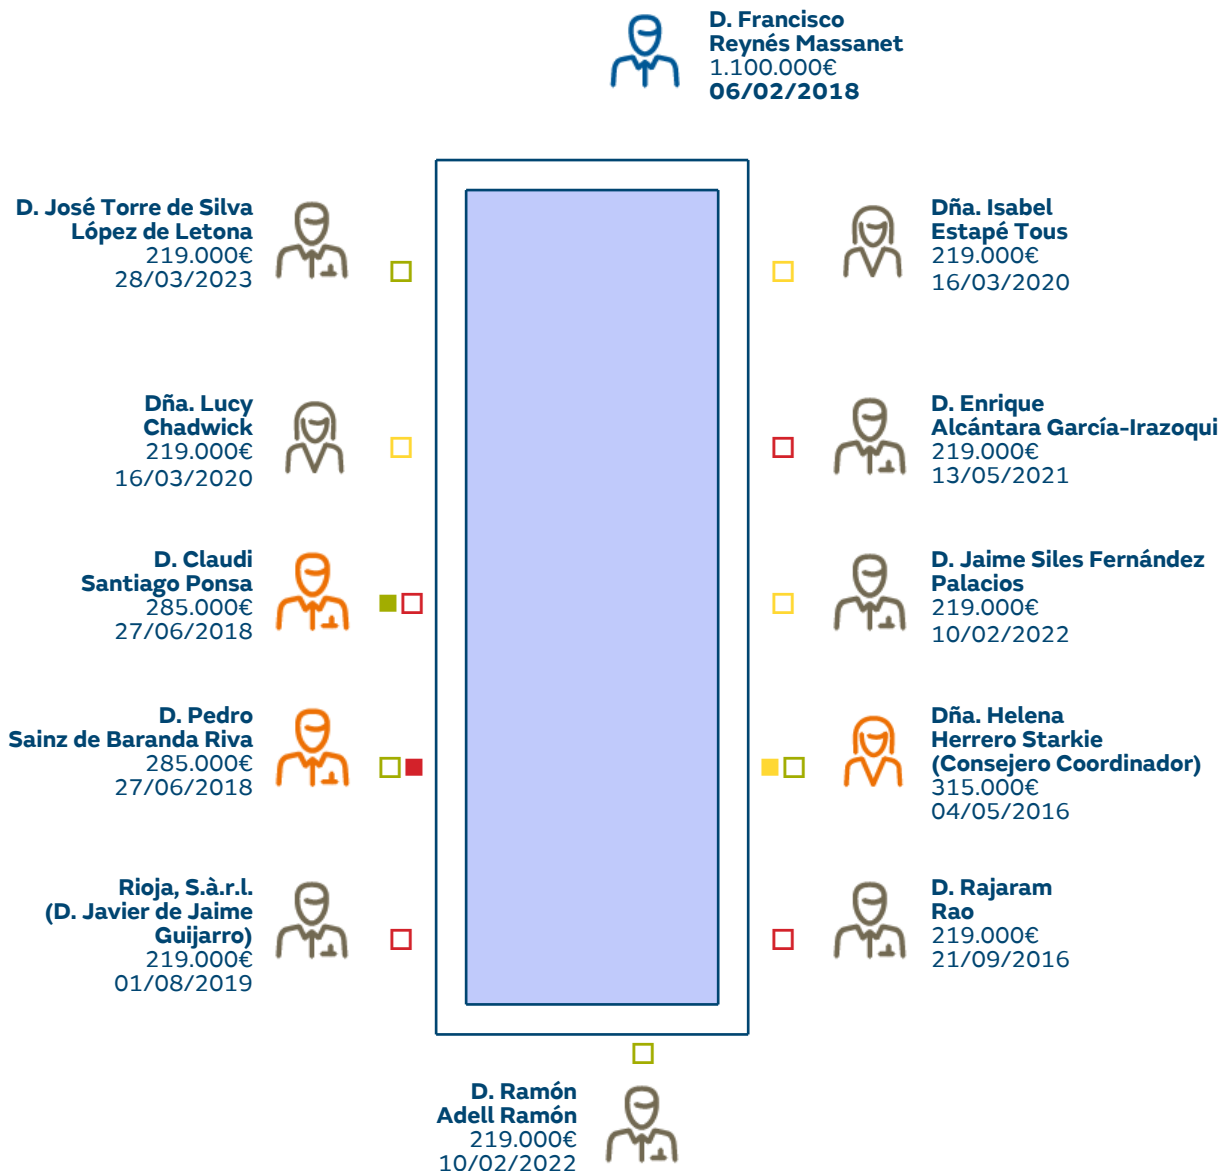 D. Francisco
Reynés Massanet
1.100.000€
06/02/2018
D. José Torre de Silva
López de Letona
219.000€
28/03/2023
Dña. Isabel
Estapé Tous
219.000€
16/03/2020
Dña. Lucy
Chadwick
219.000€
16/03/2020
D. Enrique
Alcántara García-Irazoqui
219.000€
13/05/2021
D. Claudi
Santiago Ponsa
285.000€
27/06/2018
D. Jaime Siles Fernández
Palacios
219.000€
10/02/2022
D. Pedro
Sainz de Baranda Riva
285.000€
27/06/2018
Dña. Helena
Herrero Starkie
(Consejero Coordinador)
315.000€
04/05/2016
Rioja, S.à.r.l.
(D. Javier de Jaime
Guijarro)
219.000€
01/08/2019
D. Rajaram
Rao
219.000€
21/09/2016
D. Ramón
Adell Ramón
219.000€
10/02/2022